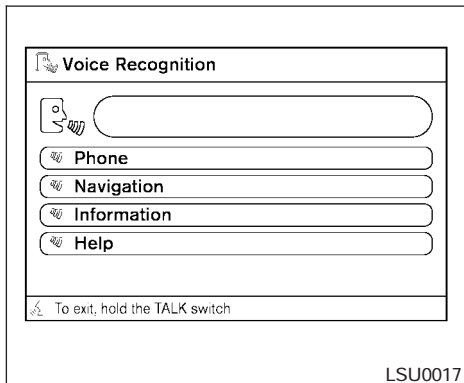 Voice Recognition
Phone
Navigation
Information
Help
To exit, hold the TALK switch
LSU0017